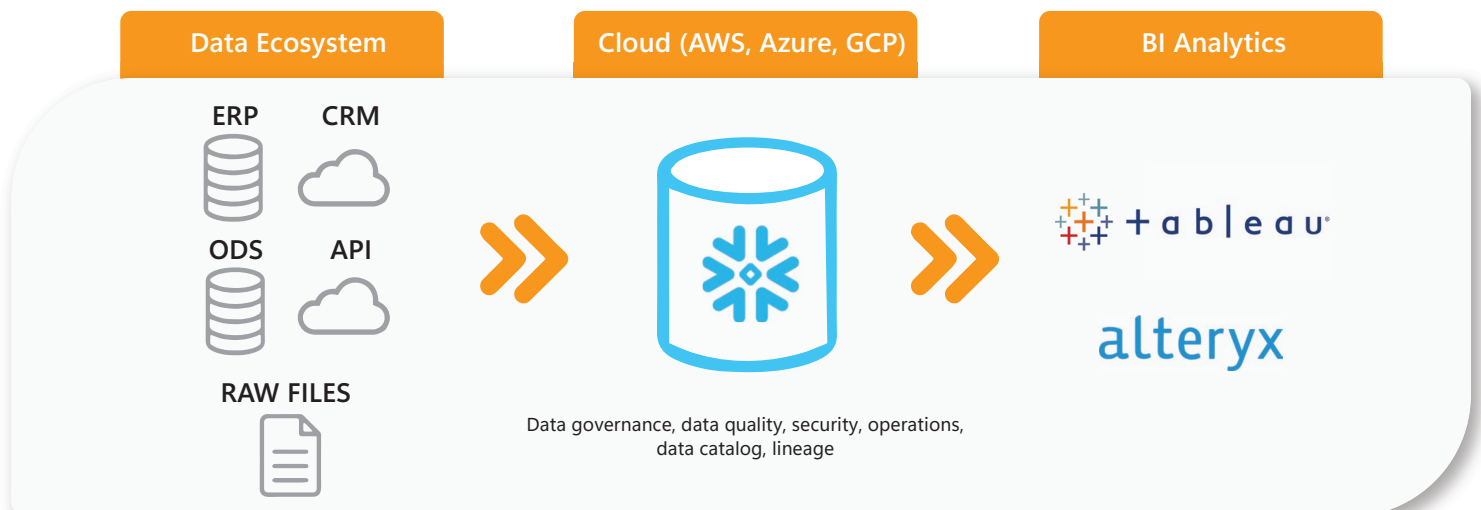 Data Ecosystem
Cloud (AWS, Azure, GCP)
BI Analytics
ERP
CRM
ODS
API
RAW FILES
Data governance, data quality, security, operations,
data catalog, lineage
+ableau®
alteryx